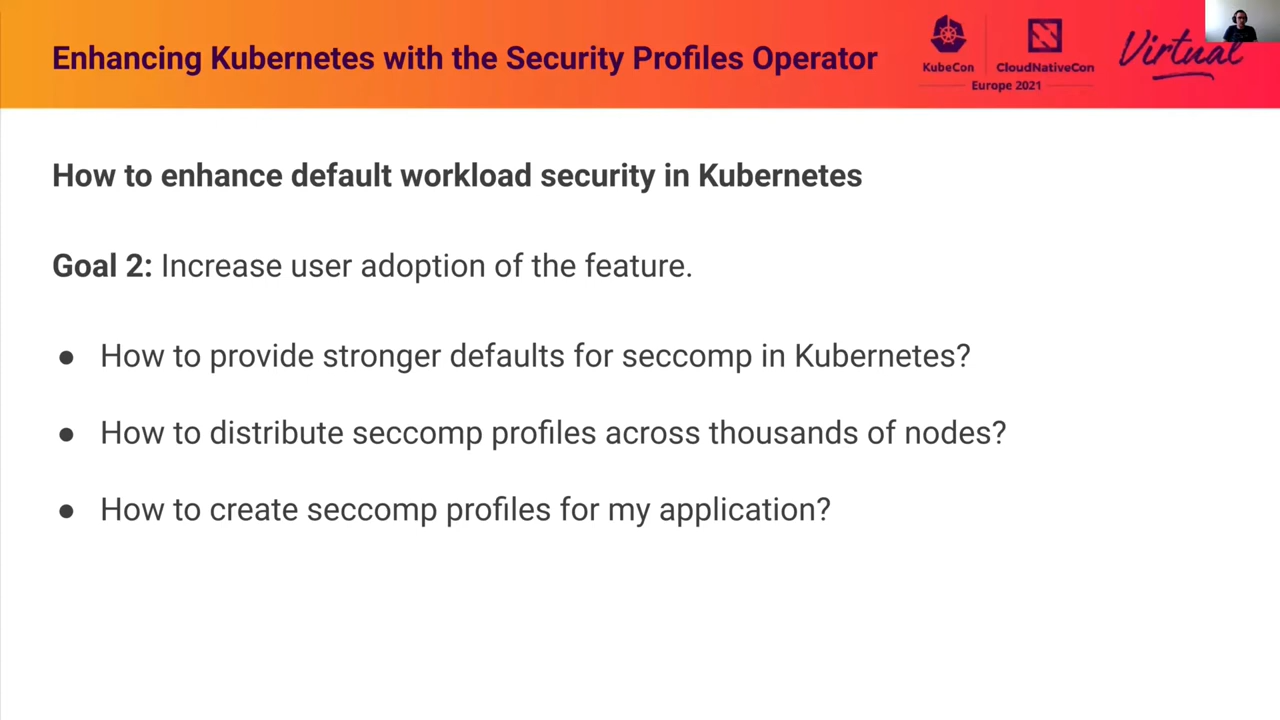 Enhancing Kubernetes with the Security Profiles Operator
KubeCon
CloudNativeCon
Europe 2021
Virtual
How to enhance default workload security in Kubernetes
Goal 2: Increase user adoption of the feature.
● How to provide stronger defaults for seccomp in Kubernetes?
● How to distribute seccomp profiles across thousands of nodes?
● How to create seccomp profiles for my application?